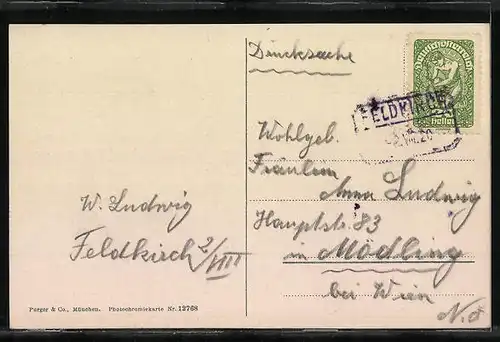 Drucksache
Deutschösterreich
Heller
FELDKIRCH
Wohlgeb.
Fräulein
Anna Ludwig
Hauptstr. 83
in Mödling
bei Wien
N.Ö
W. Ludwig
Feldkirch 2/VIII
Purger & Co., München. Photochromiekarte Nr. 12768